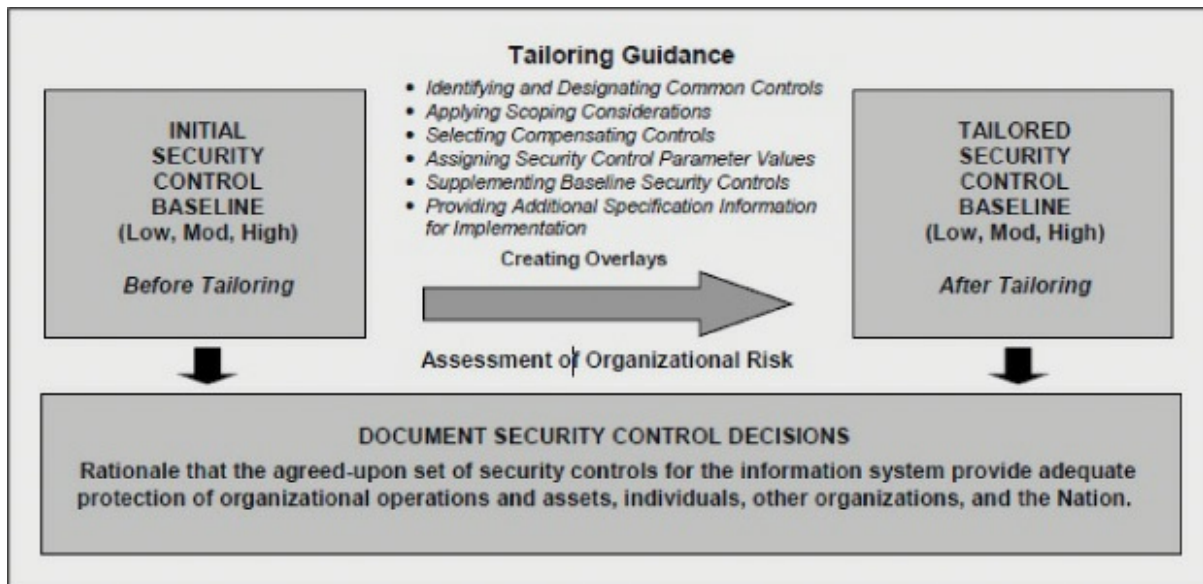 Tailoring Guidance
• Identifying and Designating Common Controls
• Applying Scoping Considerations
• Selecting Compensating Controls
• Assigning Security Control Parameter Values
• Supplementing Baseline Security Controls
• Providing Additional Specification Information
for Implementation
Creating Overlays
Assessment of Organizational Risk
INITIAL
SECURITY
CONTROL
BASELINE
(Low, Mod, High)
Before Tailoring
TAILORED
SECURITY
CONTROL
BASELINE
(Low, Mod, High)
After Tailoring
DOCUMENT SECURITY CONTROL DECISIONS
Rationale that the agreed-upon set of security controls for the information system provide adequate
protection of organizational operations and assets, individuals, other organizations, and the Nation.